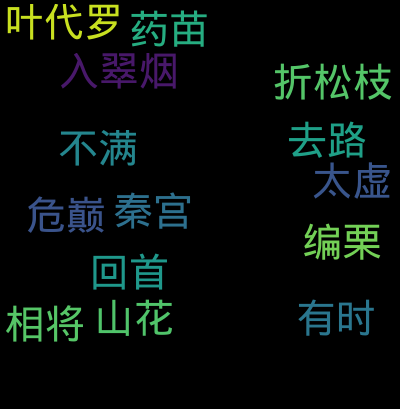 叶代罗
药苗
入翠烟
折松枝
不满
去路
太虚
危巅
秦宫
编栗
回首
相将
山花
有时